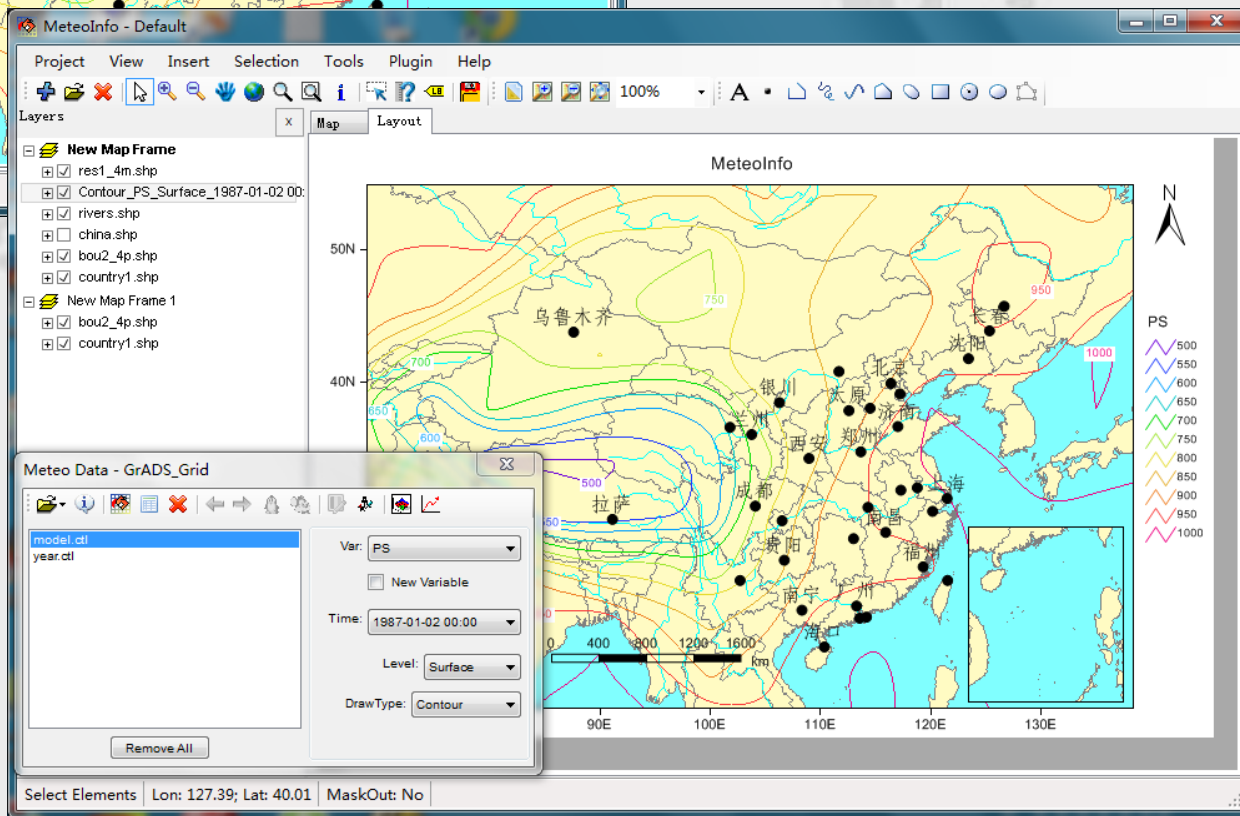 MeteoInfo - Default
Project View Insert Selection Tools Plugin Help
100%
Layers
Map Layout
New Map Frame
res1_4m.shp
Contour_PS_Surface_1987-01-02 00:
rivers.shp
china.shp
bou2_4p.shp
country1.shp
New Map Frame 1
bou2_4p.shp
country1.shp
MeteoInfo
N
50N
40N
950
750
乌鲁木齐
长春
沈阳
1000
700
北京
银川
太原
650
济南
兰州
600
郑州
西安
500
成都
拉萨
南昌
贵阳
福州
南宁
广州
海口
0 400 800 1200 1600
km
90E 100E 110E 120E 130E
PS
500
550
600
650
700
750
800
850
900
950
1000
Meteo Data - GrADS_Grid
model.ctl
year.ctl
Var: PS
New Variable
Time: 1987-01-02 00:00
Level: Surface
DrawType: Contour
Remove All
Select Elements Lon: 127.39; Lat: 40.01 MaskOut: No